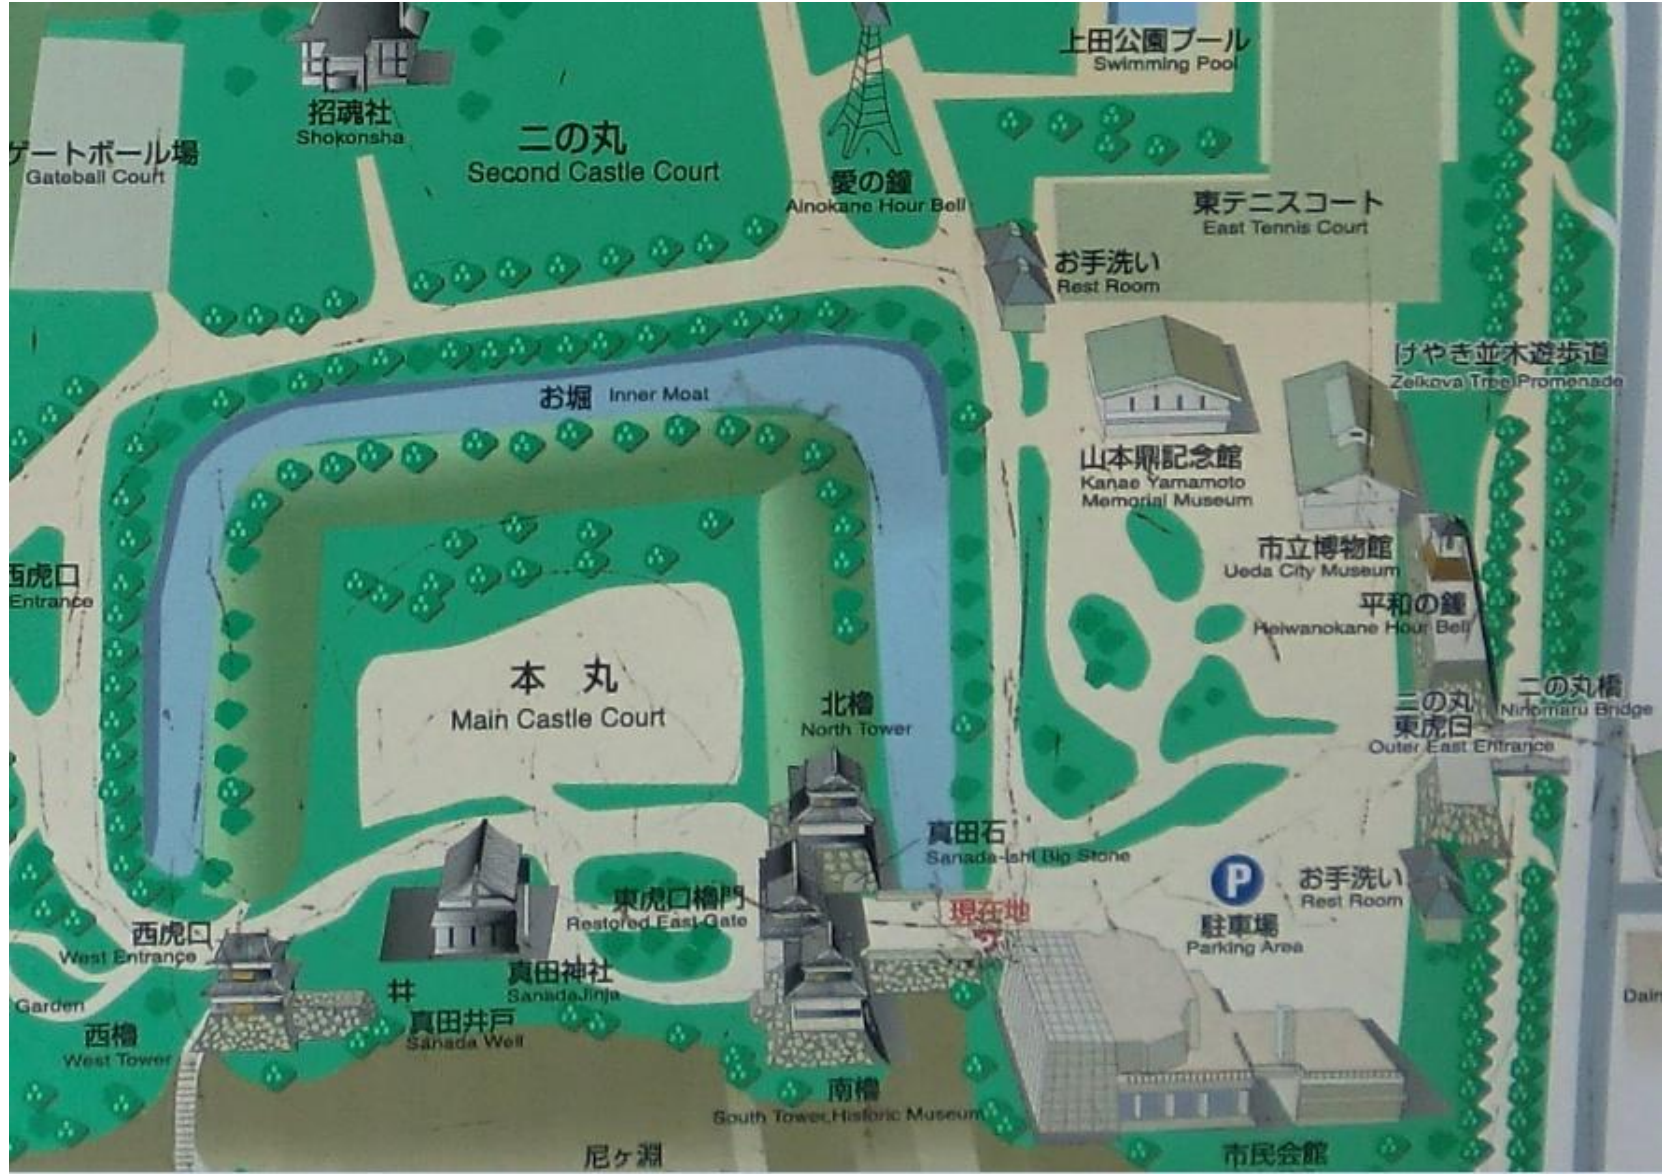 上田公園プール
Swimming Pool
招魂社
Shokonsha
二の丸
Second Castle Court
ゲートボール場
Gateball Court
愛の鐘
Ainokane Hour Bell
東テニスコート
East Tennis Court
お手洗い
Rest Room
けやき並木遊歩道
Zelkova Tree Promenade
お堀 Inner Moat
山本鼎記念館
Kanae Yamamoto
Memorial Museum
市立博物館
Ueda City Museum
西虎口
Entrance
平和の鐘
Heiwanokane Hour Bell
本丸
Main Castle Court
北櫓
North Tower
二の丸橋
Ninomaru Bridge
二の丸
東虎口
Outer East Entrance
真田石
Sanada-ishi Big Stone
P
駐車場
Parking Area
お手洗い
Rest Room
東虎口櫓門
Restored East Gate
現在地
西虎口
West Entrance
真田神社
Sanada Jinja
Garden
井
真田井戸
Sanada Well
西櫓
West Tower
南櫓
South Tower, Historic Museum
尼ヶ淵
市民会館